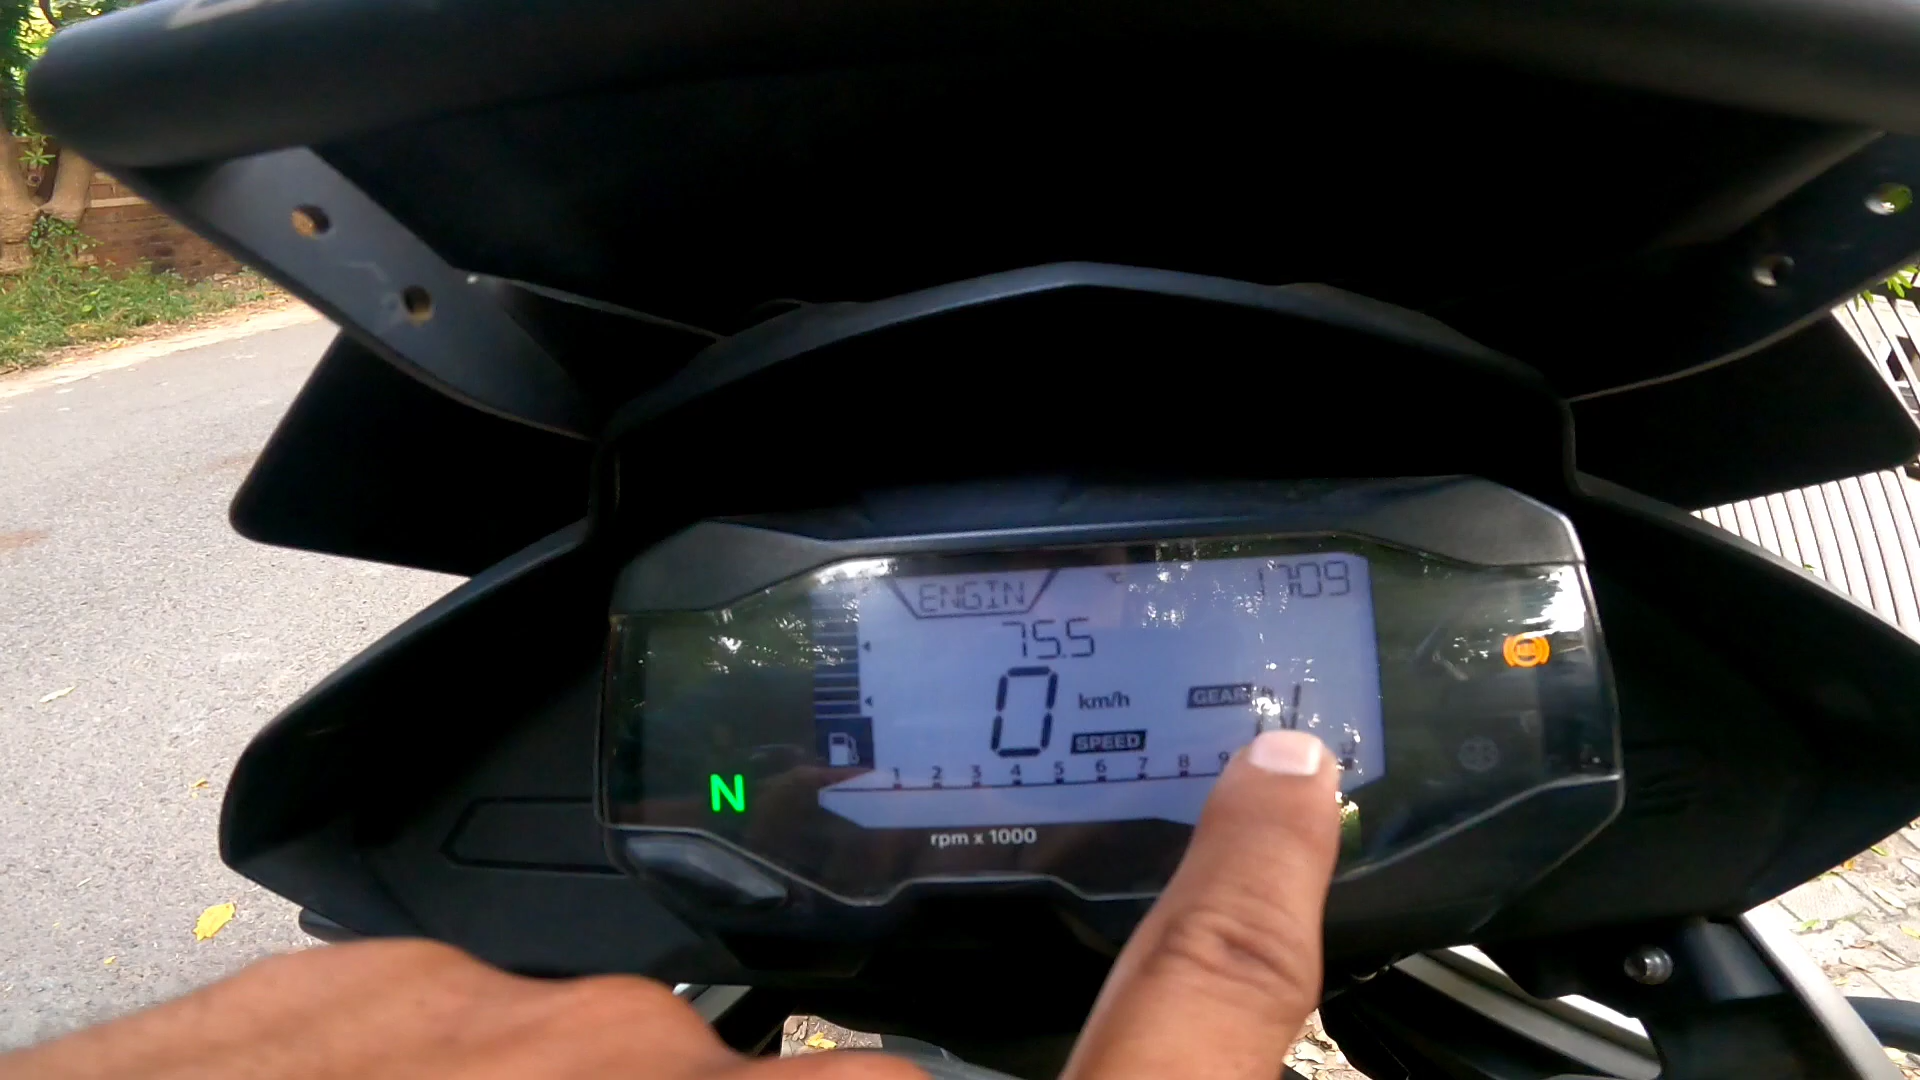 ENGIN °C 17:09
75.5
0 km/h GEAR N
SPEED
1 2 3 4 5 6 7 8 9 12
N
rpm x 1000